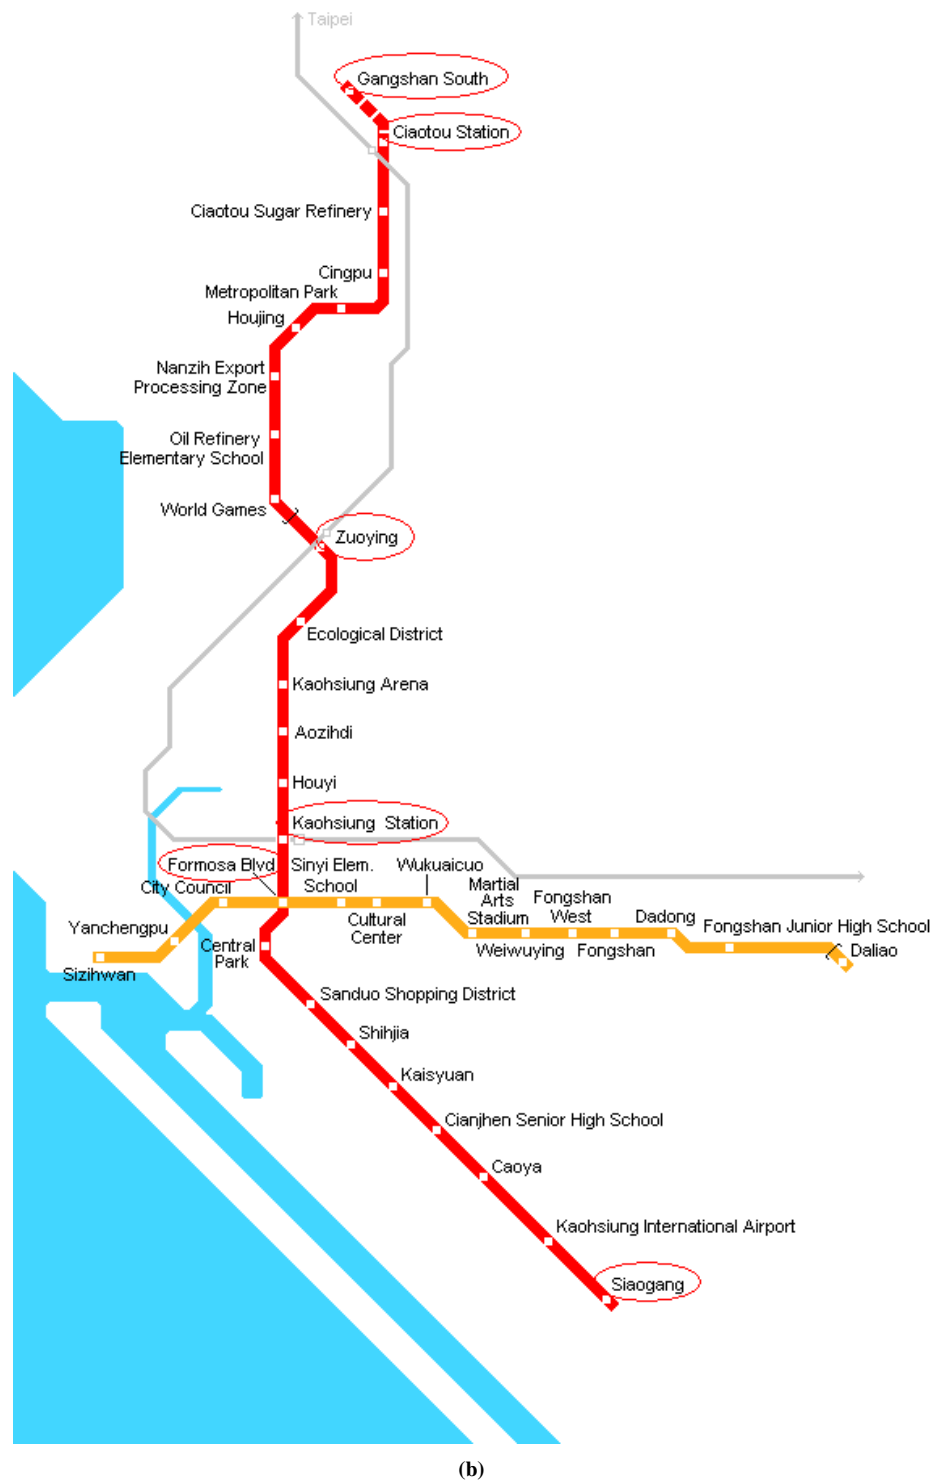 Taipei
Gangshan South
Ciaotou Station
Ciaotou Sugar Refinery
Cingpu
Metropolitan Park
Houjing
Nanzih Export
Processing Zone
Oil Refinery
Elementary School
World Games
Zuoying
Ecological District
Kaohsiung Arena
Aozihdi
Houyi
Kaohsiung Station
Formosa Blvd
Sinyi Elem.
School
Wukuaicuo
City Council
Martial
Arts
Stadium
Fongshan
West
Dadong
Fongshan Junior High School
Yanchengpu
Cultural
Center
Central
Park
Weiwuying
Fongshan
Daliao
Sizihwan
Sanduo Shopping District
Shihjia
Kaisyuan
Cianjhen Senior High School
Caoya
Kaohsiung International Airport
Siaogang
(b)